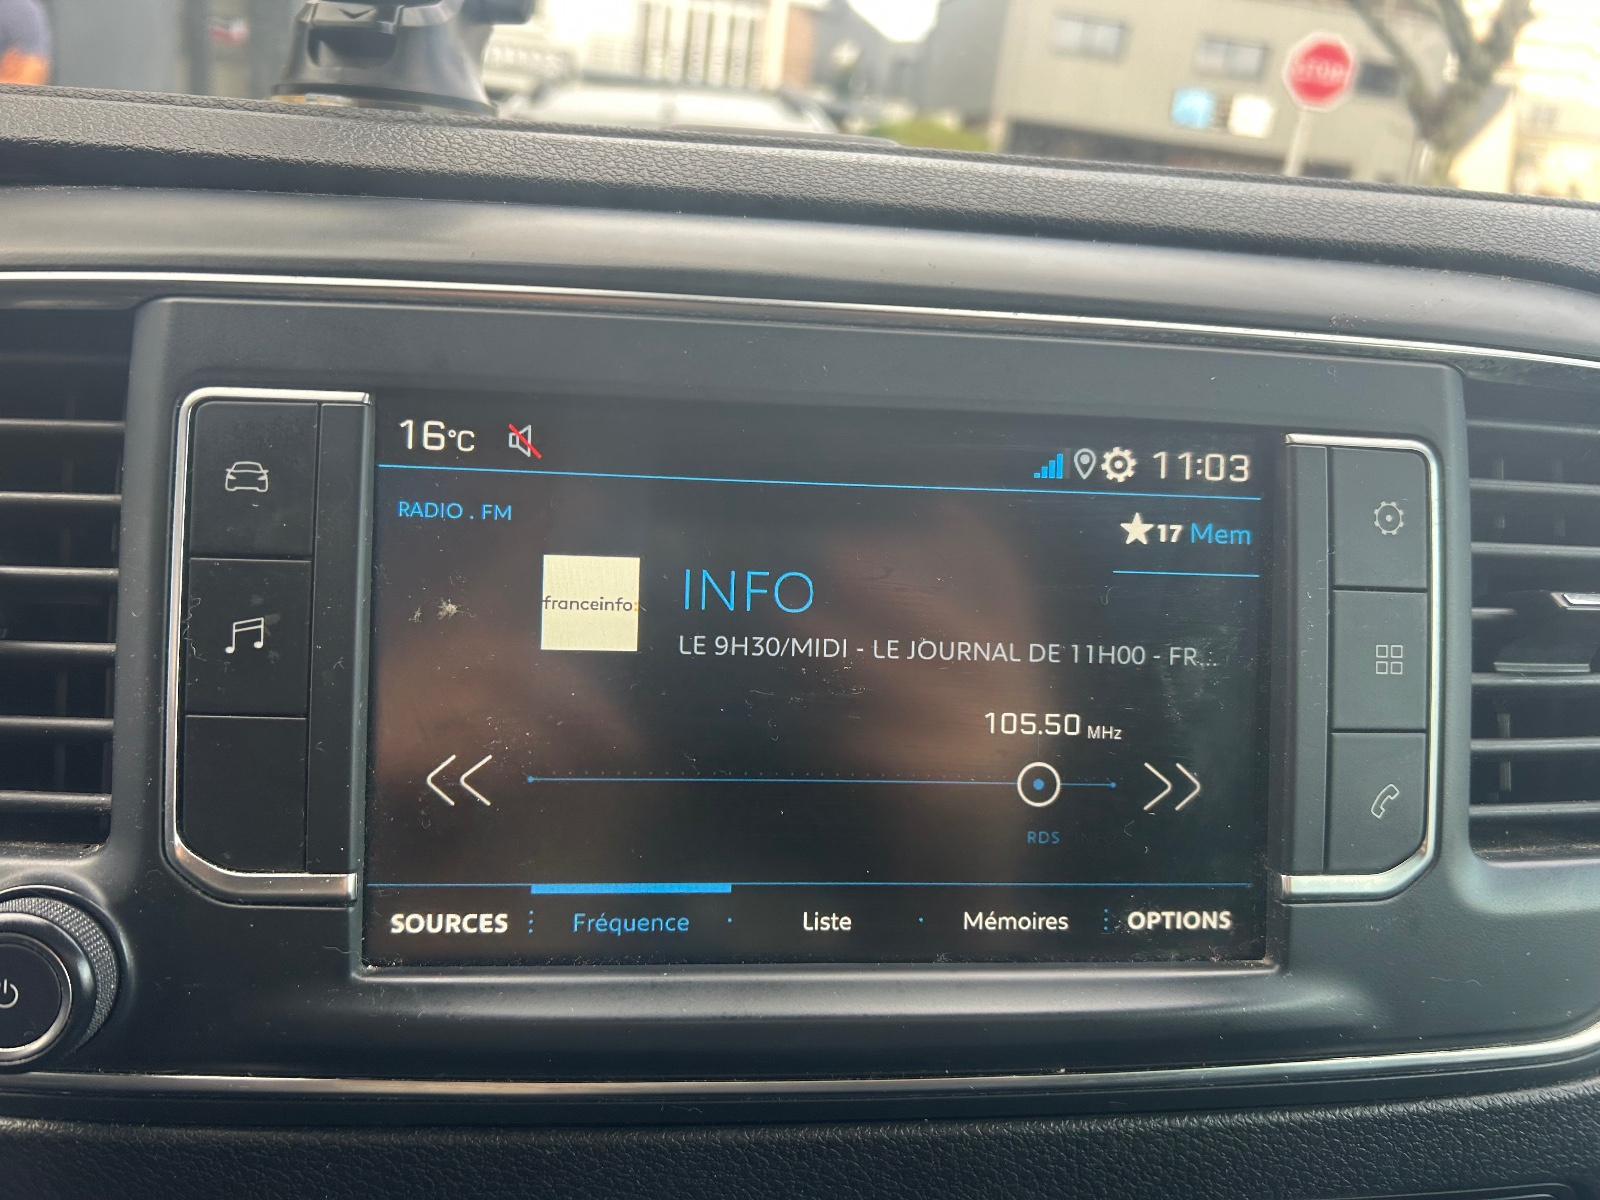 STOP
16°C
11:03
RADIO . FM
17 Mem
franceinfo:
INFO
LE 9H30/MIDI - LE JOURNAL DE 11H00 - FR...
105.50 MHz
RDS
SOURCES
Fréquence
Liste
Mémoires
OPTIONS